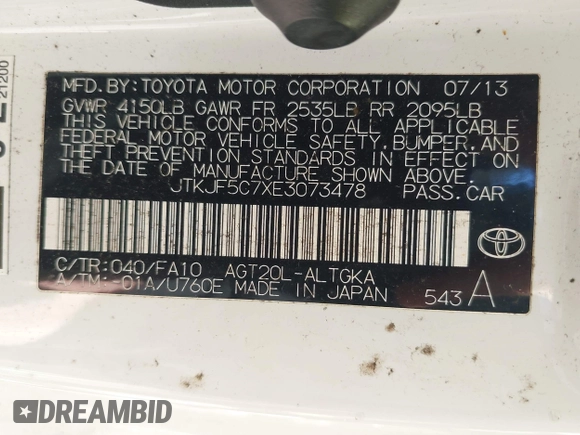 MFD. BY: TOYOTA MOTOR CORPORATION 07/13
GVWR 4150LB GAWR FR 2535LB RR 2095LB
THIS VEHICLE CONFORMS TO ALL APPLICABLE
FEDERAL MOTOR VEHICLE SAFETY, BUMPER, AND
THEFT PREVENTION STANDARDS IN EFFECT ON
THE DATE OF MANUFACTURE SHOWN ABOVE.
JTKJF5C7XE3073478 PASS. CAR
C/TR: 040/FA10 AGT20L-ALTGKA
A/TM: -01A/U760E MADE IN JAPAN 543 A
21200
DREAMBID